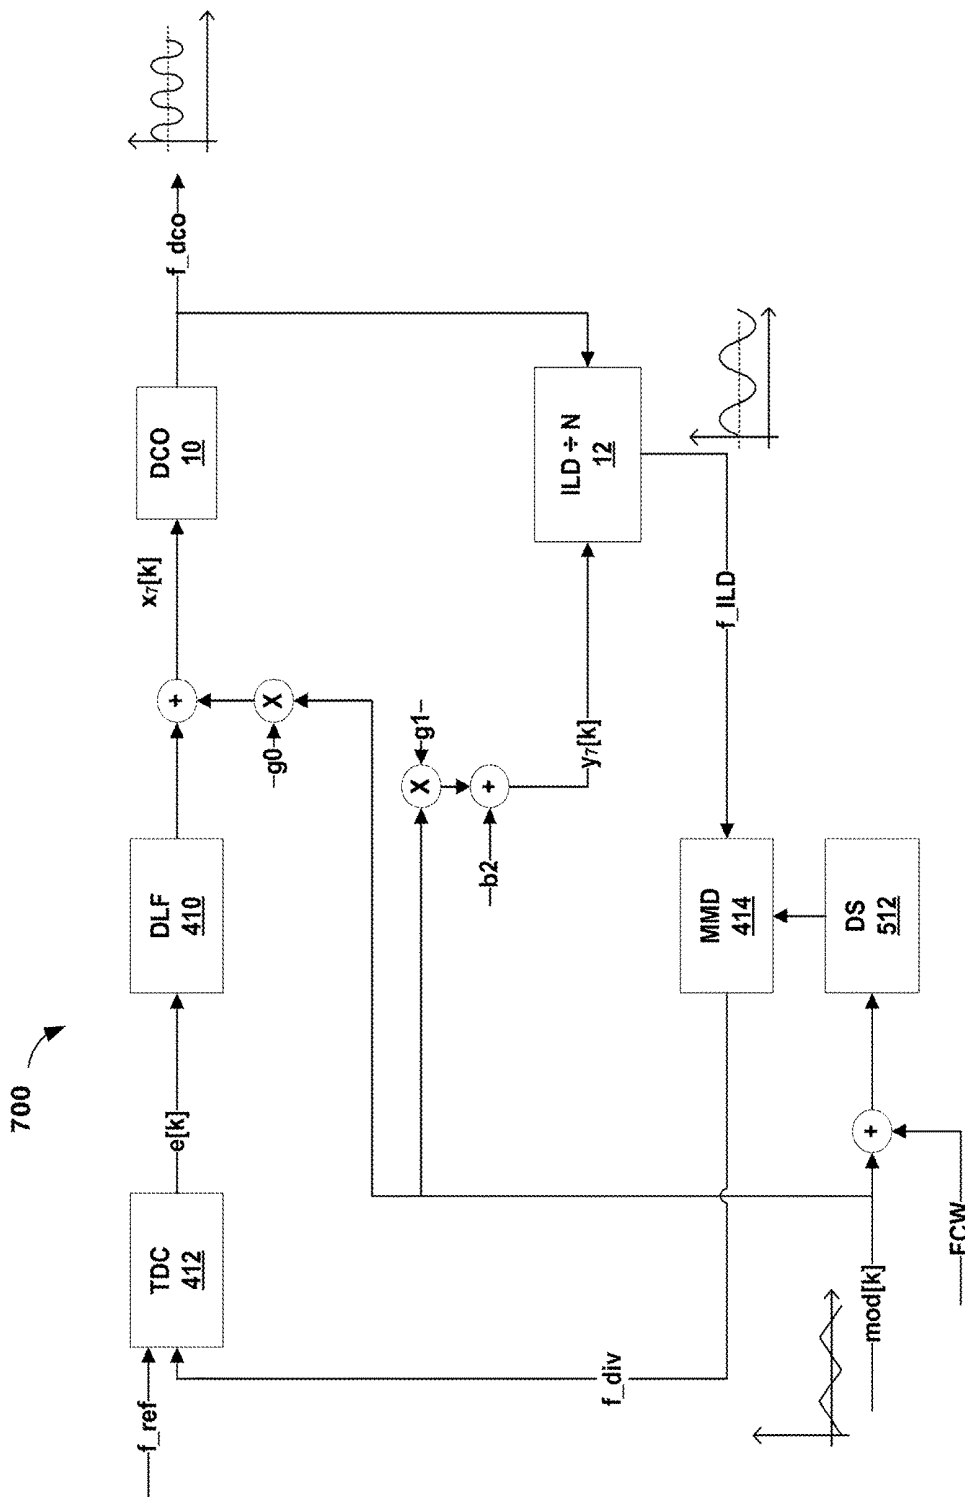 700
f_ref
TDC
412
e[k]
DLF
410
+
x₇[k]
DCO
10
f_dco
-g0-
X
X
-g1-
-b2-
+
y₇[k]
ILD ÷ N
12
f_ILD
f_div
MMD
414
DS
512
mod[k]
+
FCW